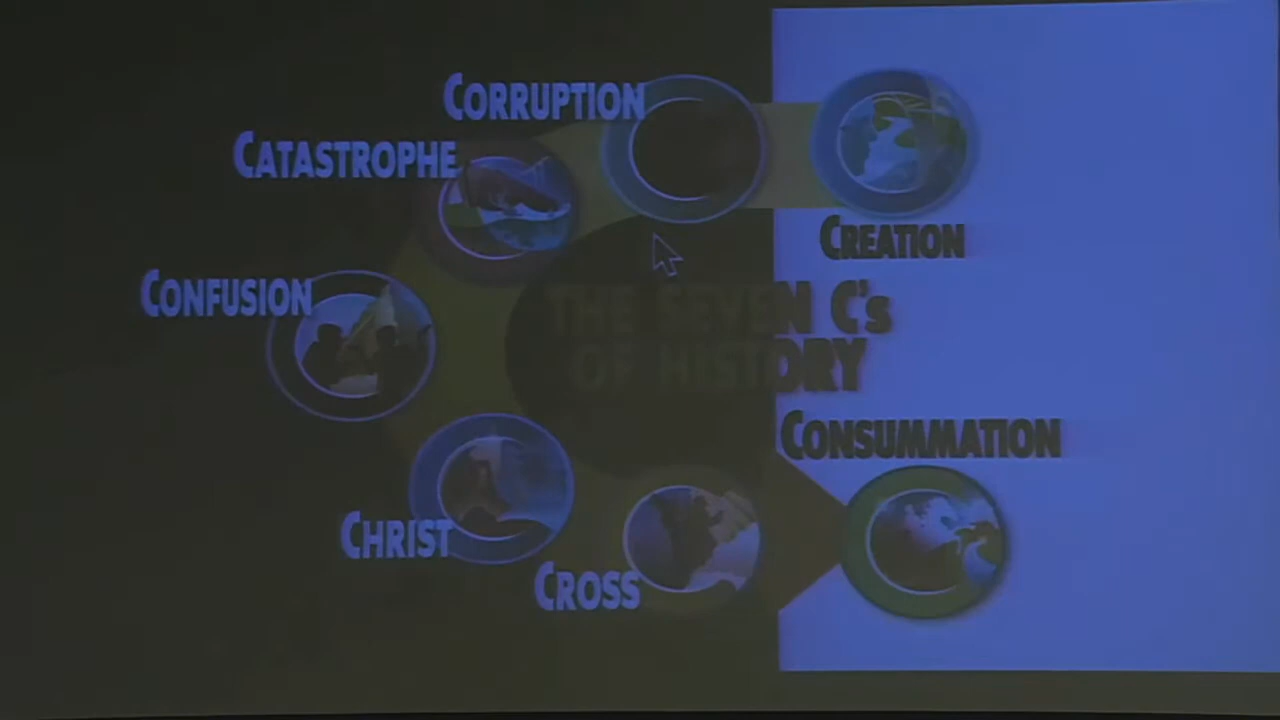 CORRUPTION
CATASTROPHE
CREATION
CONFUSION
THE SEVEN C's
OF HISTORY
CONSUMMATION
CHRIST
CROSS